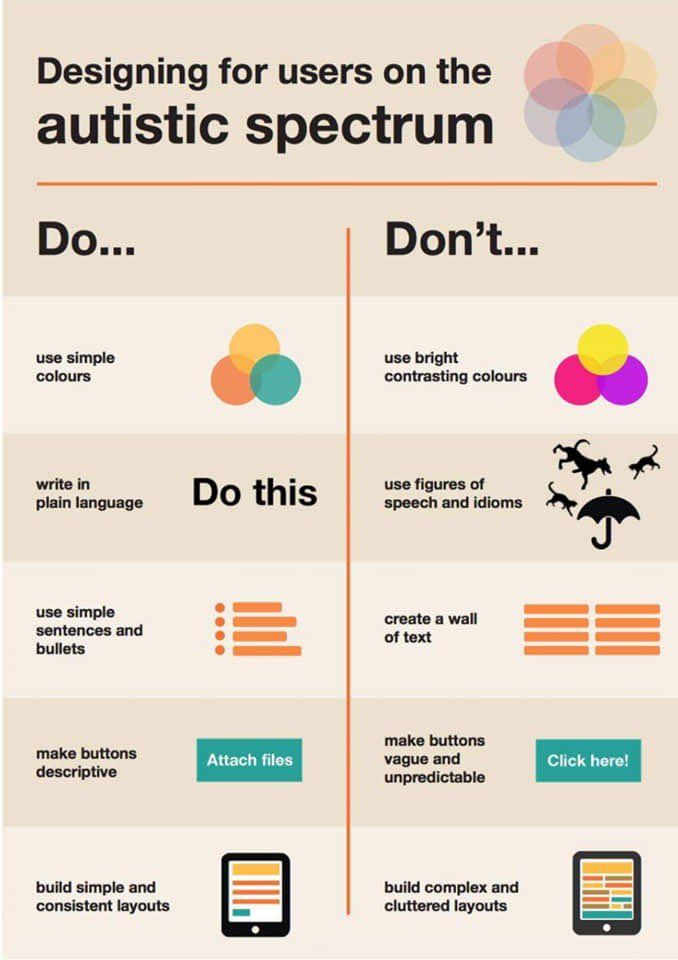 Designing for users on the
autistic spectrum
Do...
Don't...
use simple
colours
use bright
contrasting colours
write in
plain language
Do this
use figures of
speech and idioms
use simple
sentences and
bullets
create a wall
of text
make buttons
descriptive
Attach files
make buttons
vague and
unpredictable
Click here!
build simple and
consistent layouts
build complex and
cluttered layouts